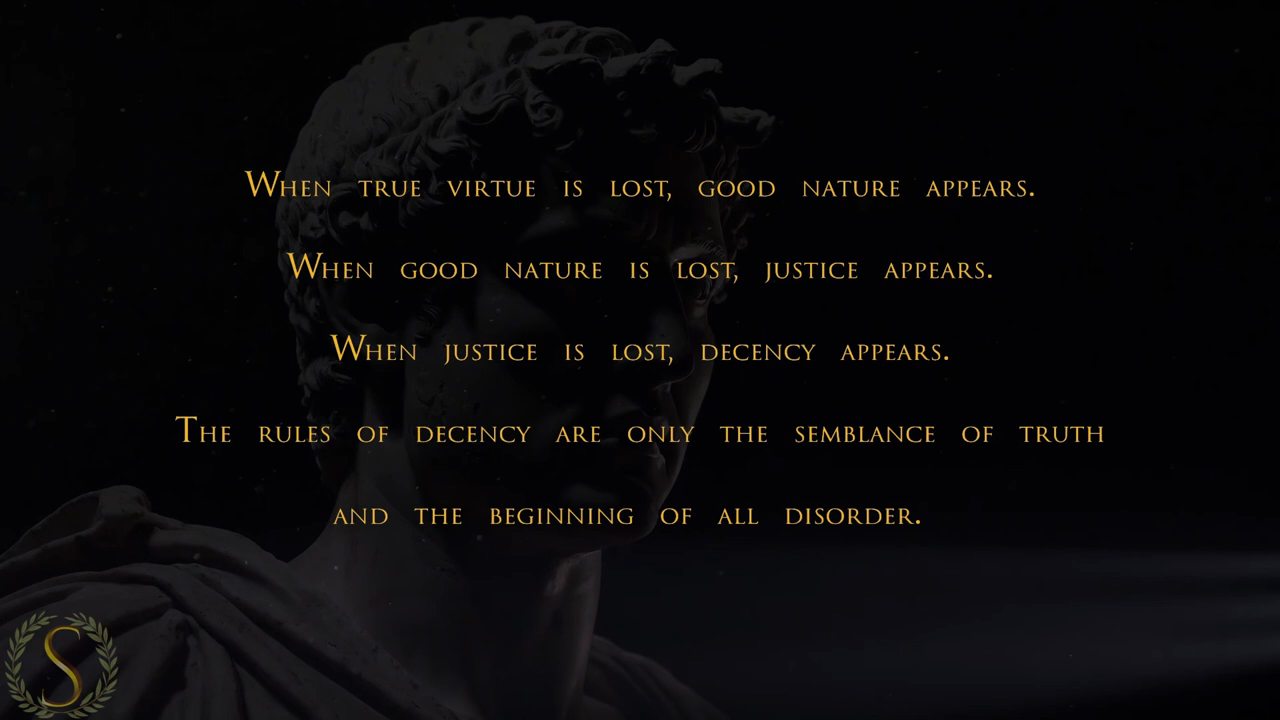 When true virtue is lost, good nature appears.
When good nature is lost, justice appears.
When justice is lost, decency appears.
The rules of decency are only the semblance of truth
and the beginning of all disorder.
S